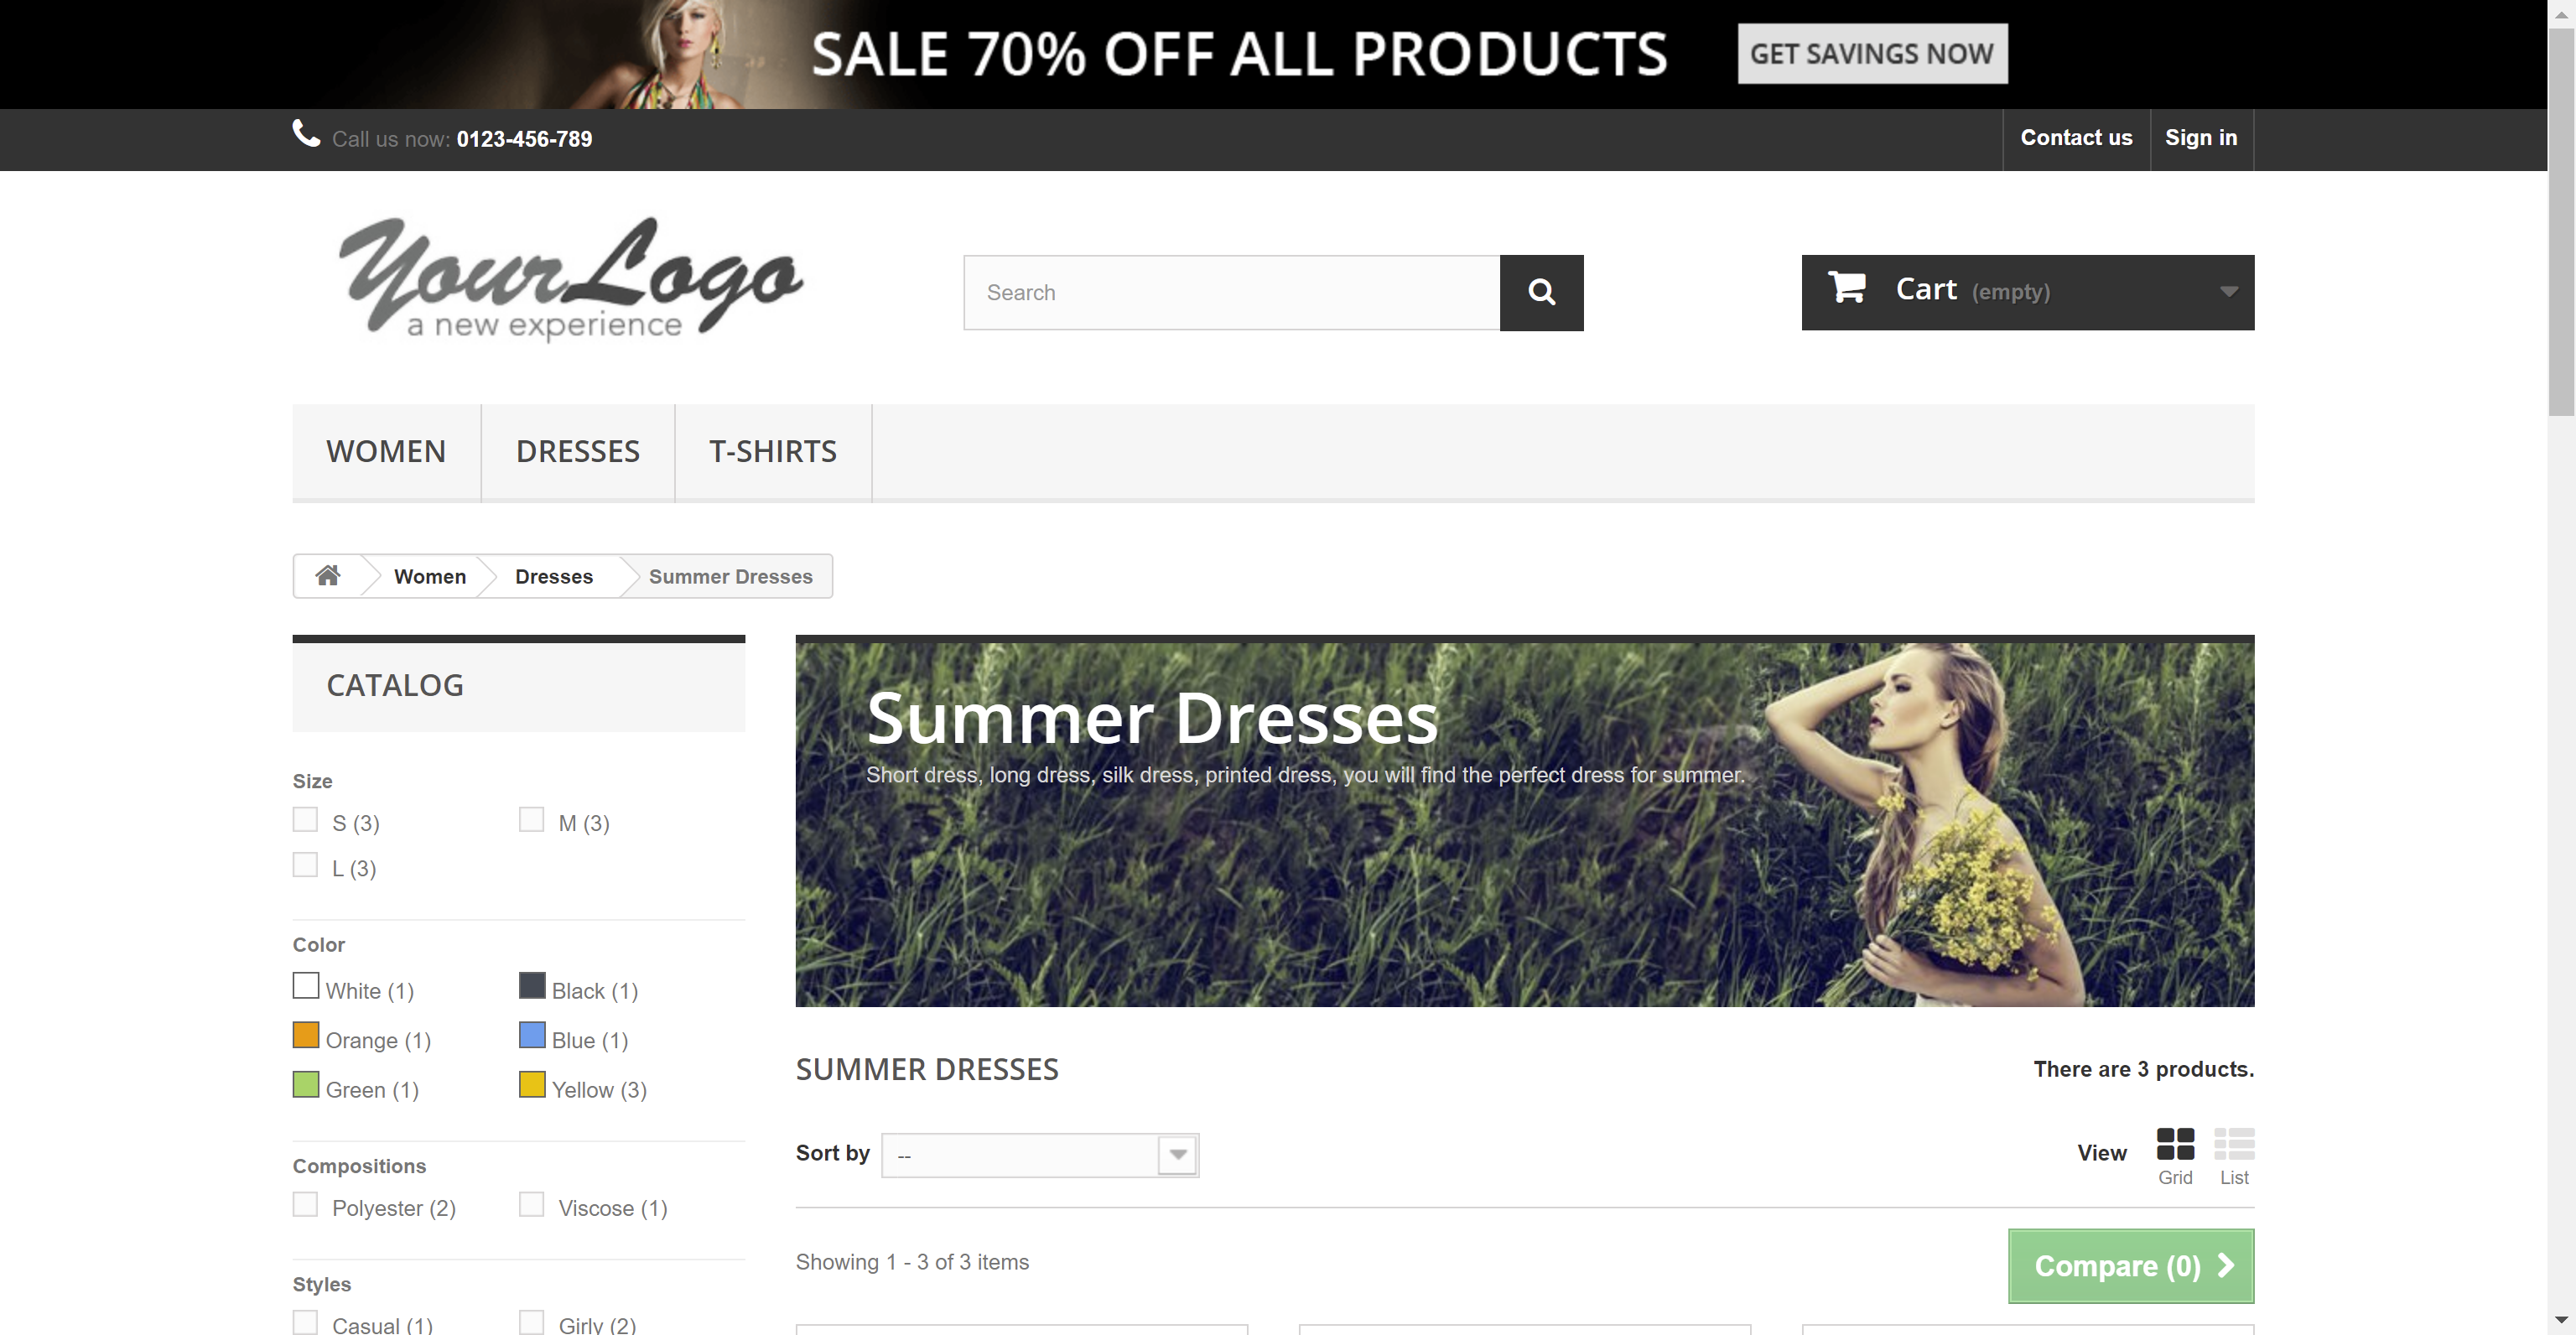 SALE 70% OFF ALL PRODUCTS GET SAVINGS NOW
Call us now: 0123-456-789 Contact us Sign in
Your Logo
a new experience
Search
Cart (empty)
WOMEN DRESSES T-SHIRTS
Women Dresses Summer Dresses
CATALOG
Size
S (3) M (3)
L (3)
Color
White (1) Black (1)
Orange (1) Blue (1)
Green (1) Yellow (3)
Compositions
Polyester (2) Viscose (1)
Styles
Casual (1) Girly (2)
Summer Dresses
Short dress, long dress, silk dress, printed dress, you will find the perfect dress for summer.
SUMMER DRESSES There are 3 products.
Sort by -- View Grid List
Showing 1 - 3 of 3 items Compare (0)